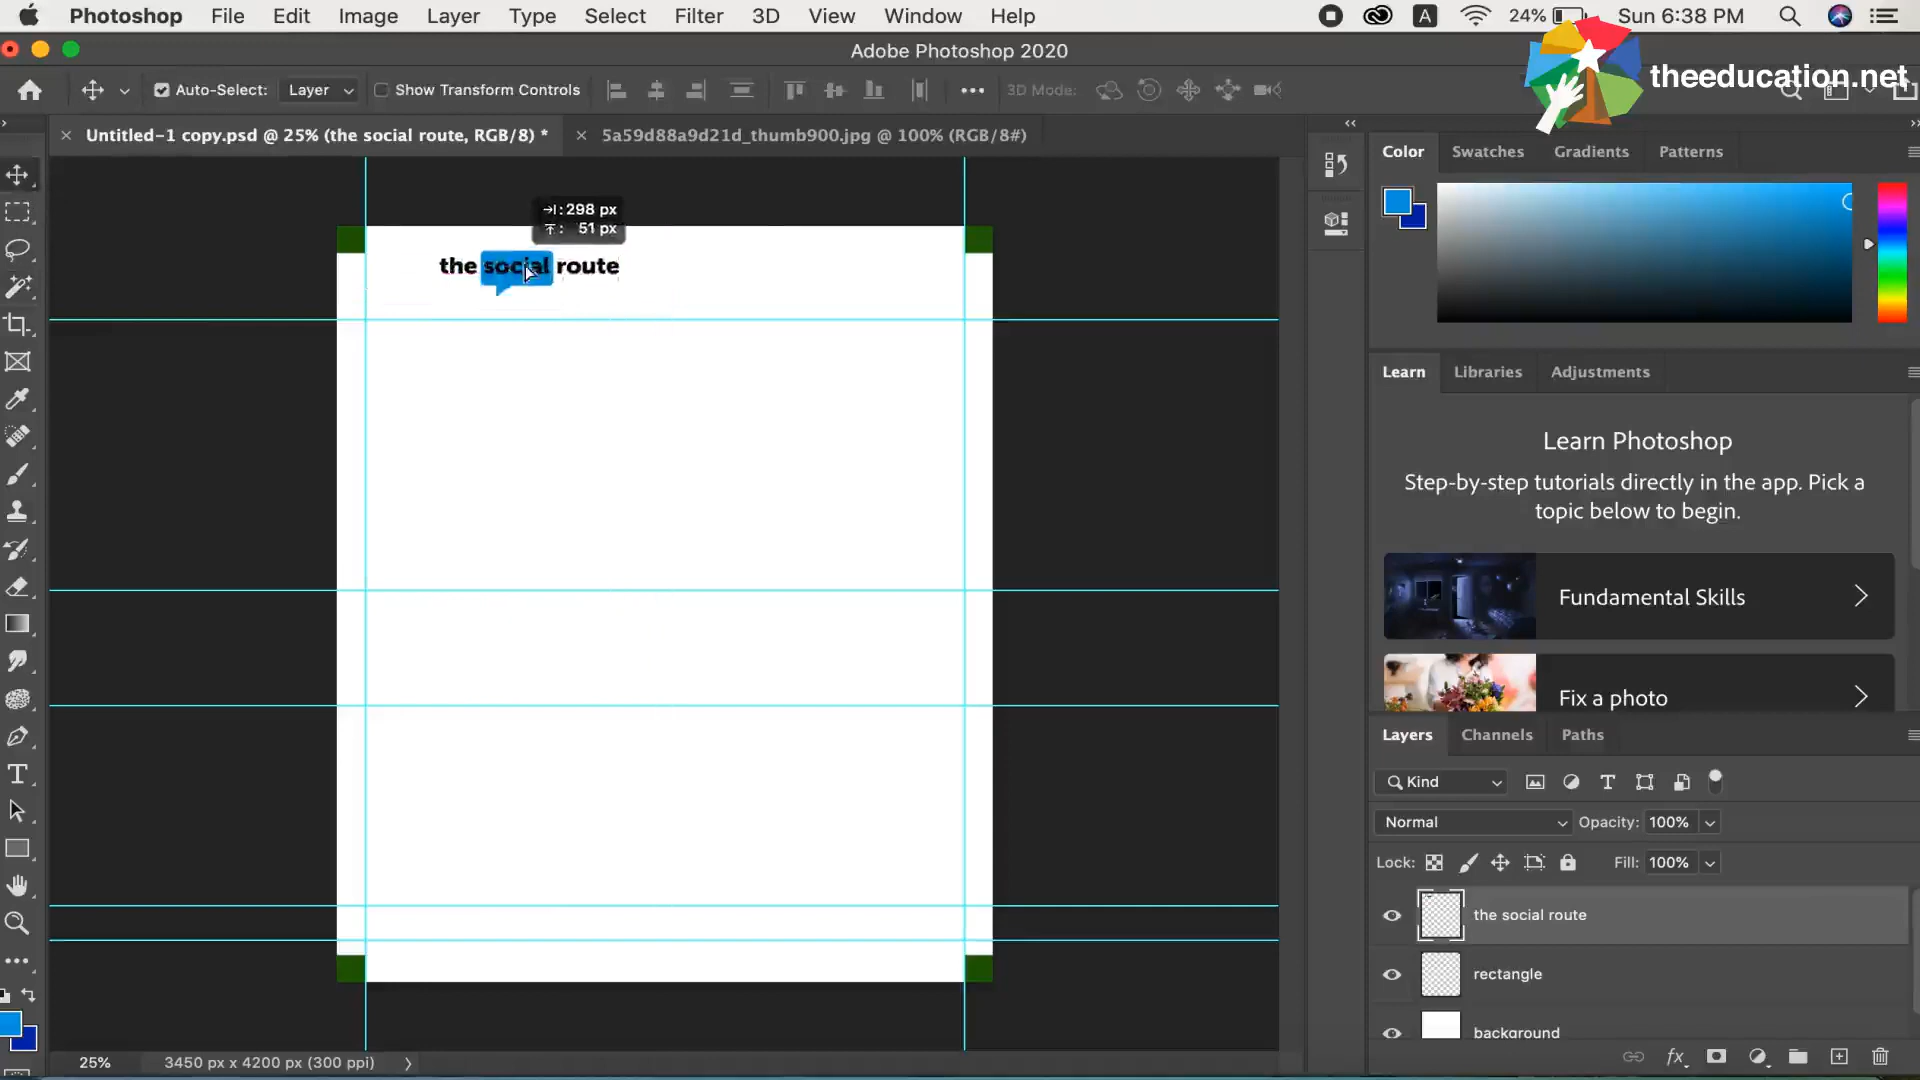 Photoshop File Edit Image Layer Type Select Filter 3D View Window Help A 24% Sun 6:38 PM
Adobe Photoshop 2020
theeducation.net
Auto-Select: Layer Show Transform Controls 3D Mode:
Untitled-1 copy.psd @ 25% (the social route, RGB/8) * 5a59d88a9d21d_thumb900.jpg @ 100% (RGB/8#)
Color Swatches Gradients Patterns
298 px
51 px
the social route
Learn Libraries Adjustments
Learn Photoshop
Step-by-step tutorials directly in the app. Pick a
topic below to begin.
Fundamental Skills
Fix a photo
Layers Channels Paths
Kind
Normal Opacity: 100%
Lock: Fill: 100%
the social route
rectangle
background
25% 3450 px x 4200 px (300 ppi)
fx